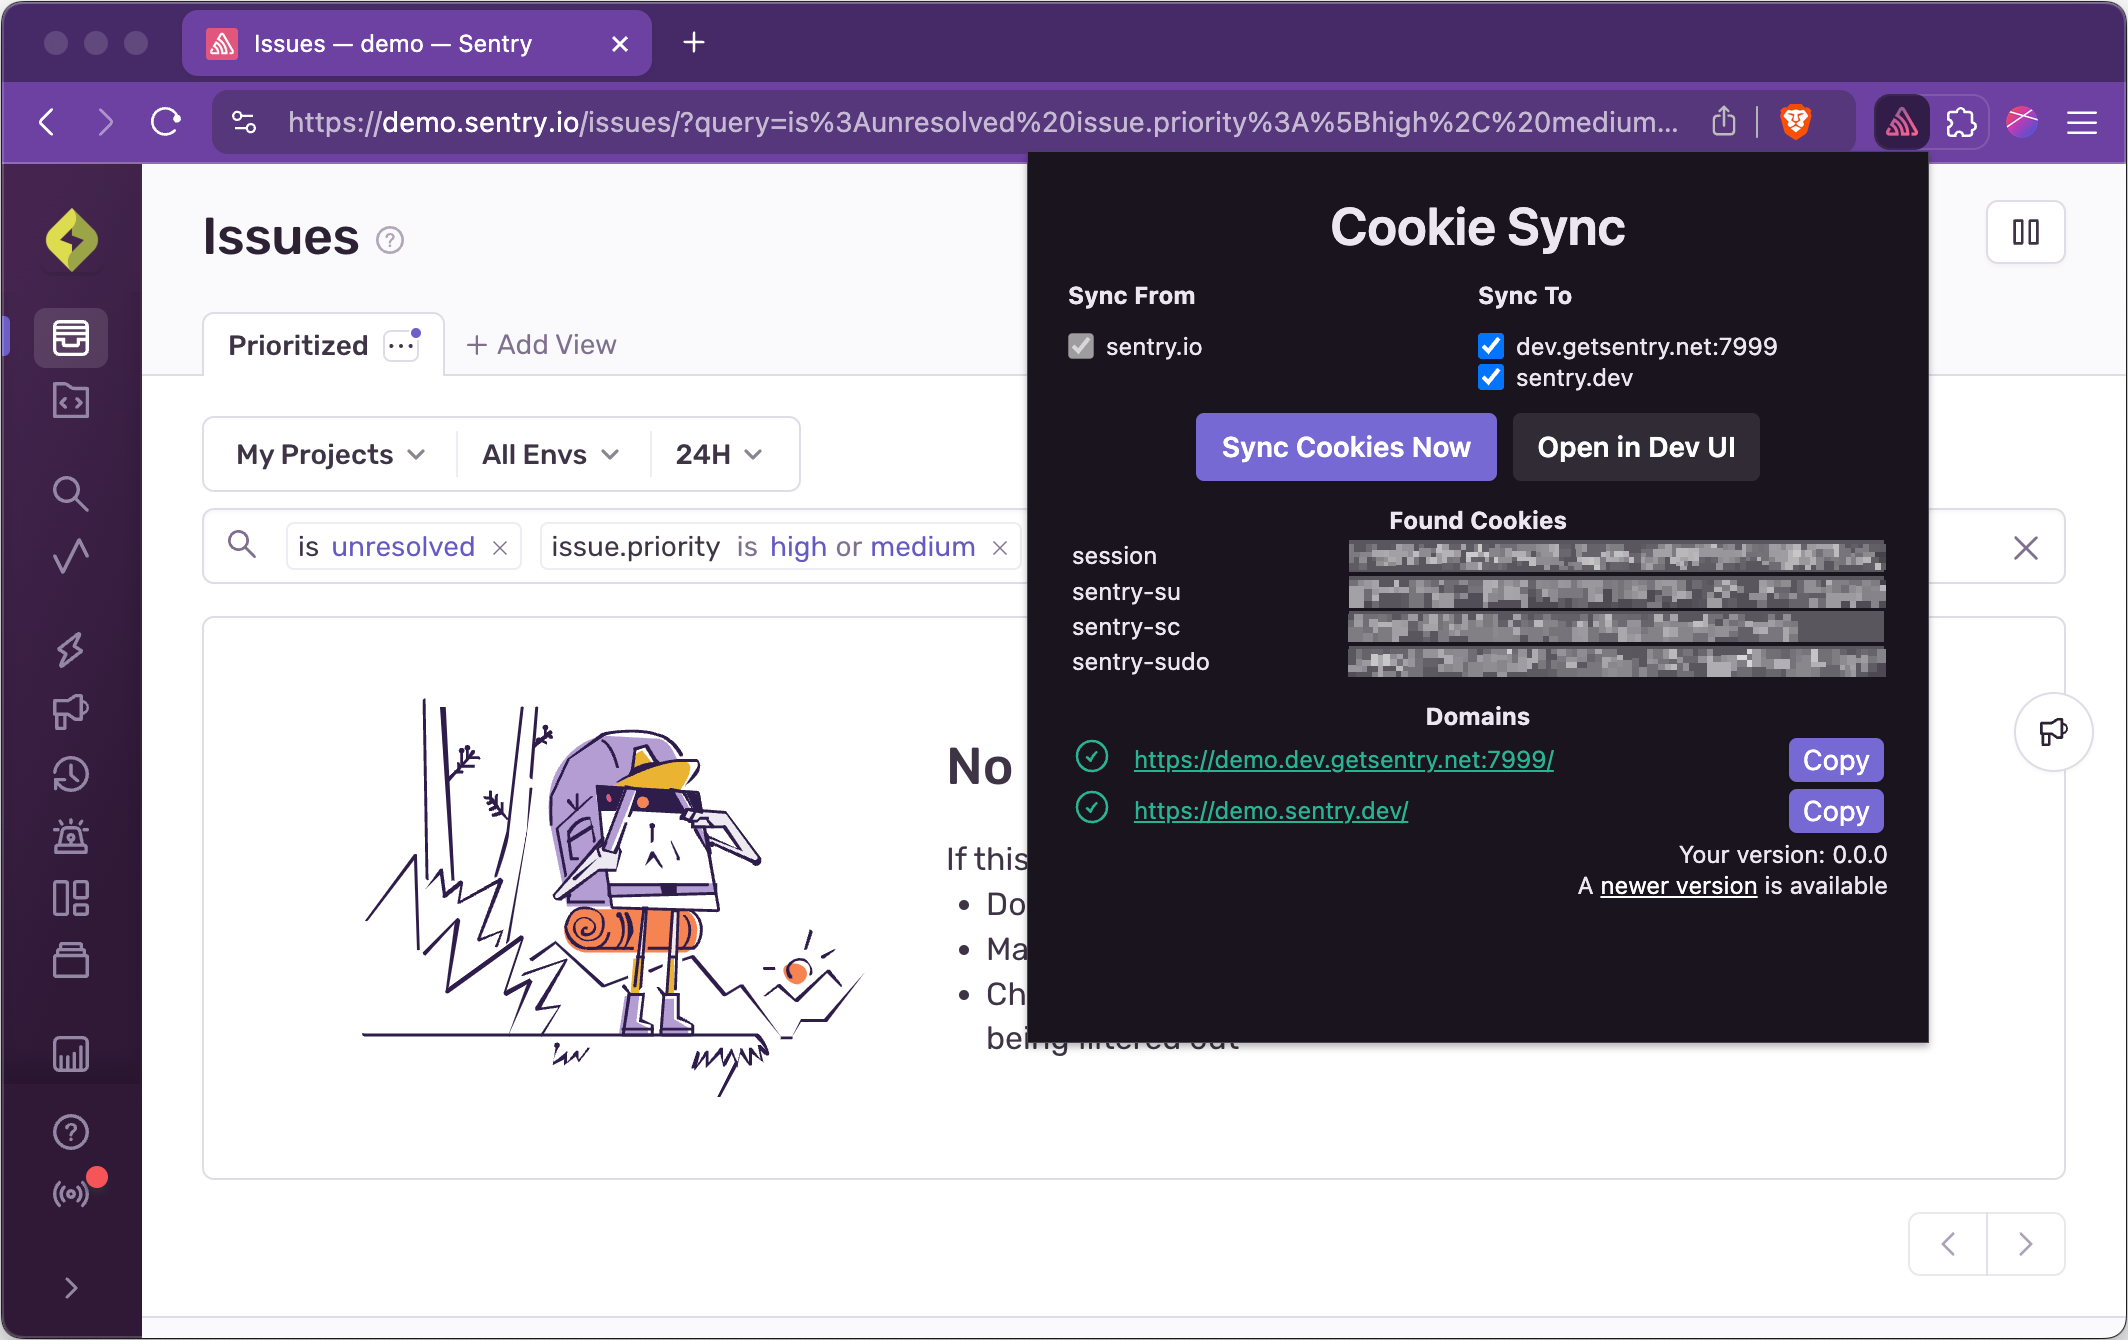 Issues — demo — Sentry
https://demo.sentry.io/issues/?query=is%3Aunresolved%20issue.priority%3A%5Bhigh%2C%20medium...
Issues
Prioritized
Add View
My Projects
All Envs
24H
is unresolved
issue.priority is high or medium
No
If this
• Do
• Ma
• Ch
being filtered out
Cookie Sync
Sync From
sentry.io
Sync To
dev.getsentry.net:7999
sentry.dev
Sync Cookies Now
Open in Dev UI
Found Cookies
session
sentry-su
sentry-sc
sentry-sudo
Domains
https://demo.dev.getsentry.net:7999/
Copy
https://demo.sentry.dev/
Copy
Your version: 0.0.0
A newer version is available